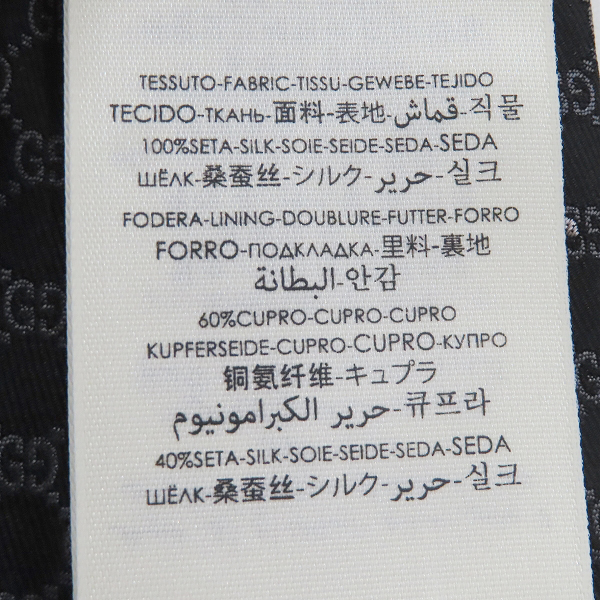 TESSUTO-FABRIC-TISSU-GEWEBE-TEJIDO
TECIDO-ТКАНЬ-面料-表地-قماش-직물
100%SETA-SILK-SOIE-SEIDE-SEDA-SEDA
ШЁЛК-桑蚕丝-シルク-حرير-실크
FODERA-LINING-DOUBLURE-FUTTER-FORRO
FORRO-ПОДКЛАДКА-里料-裏地
البطانة-안감
60%CUPRO-CUPRO-CUPRO
KUPFERSEIDE-CUPRO-CUPRO-КУПРО
铜氨纤维-キュプラ
حرير الكبرامونيوم-큐프라
40%SETA-SILK-SOIE-SEIDE-SEDA-SEDA
ШЁЛК-桑蚕丝-シルク-حرير-실크